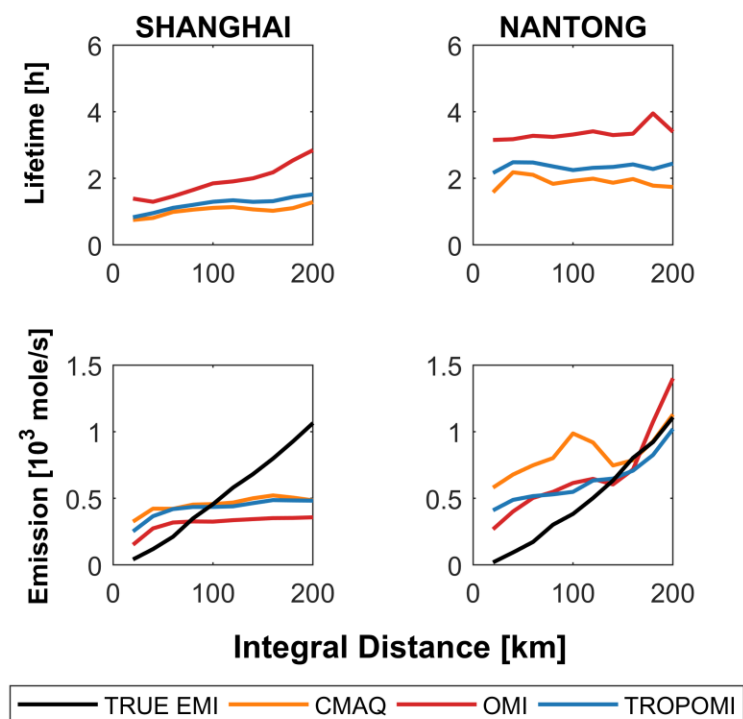 SHANGHAI NANTONG
Lifetime [h]
6 6
4 4
2 2
0 0
0 100 200 0 100 200
Emission [10³ mole/s]
1.5 1.5
1 1
0.5 0.5
0 0
0 100 200 0 100 200
Integral Distance [km]
TRUE EMI CMAQ OMI TROPOMI